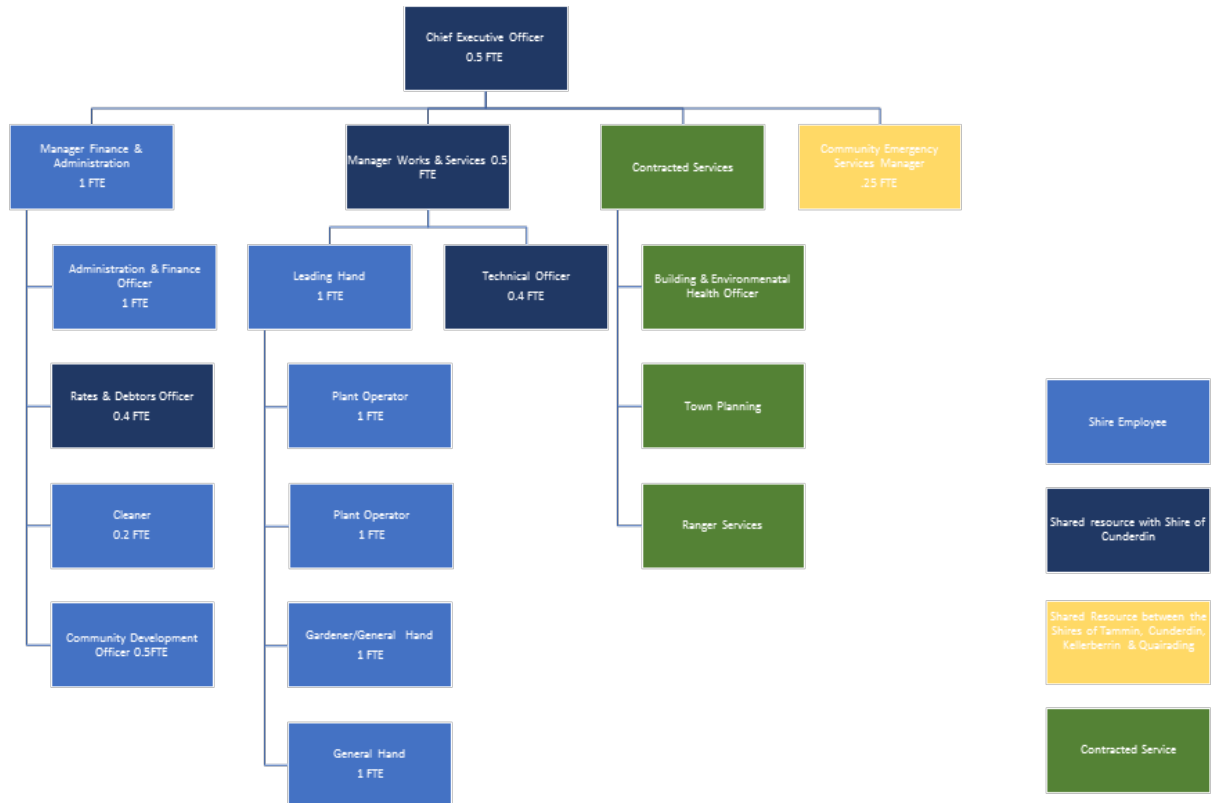 Chief Executive Officer
0.5 FTE
Manager Finance &
Administration
1 FTE
Manager Works & Services 0.5
FTE
Contracted Services
Community Emergency
Services Manager
.25 FTE
Administration & Finance
Officer
1 FTE
Leading Hand
1 FTE
Technical Officer
0.4 FTE
Building & Environmenatal
Health Officer
Rates & Debtors Officer
0.4 FTE
Plant Operator
1 FTE
Town Planning
Shire Employee
Cleaner
0.2 FTE
Plant Operator
1 FTE
Ranger Services
Shared resource with Shire of
Cunderdin
Community Development
Officer 0.5FTE
Gardener/General Hand
1 FTE
Shared Resource between the
Shires of Tammin, Cunderdin,
Kellerberrin & Quairading
General Hand
1 FTE
Contracted Service